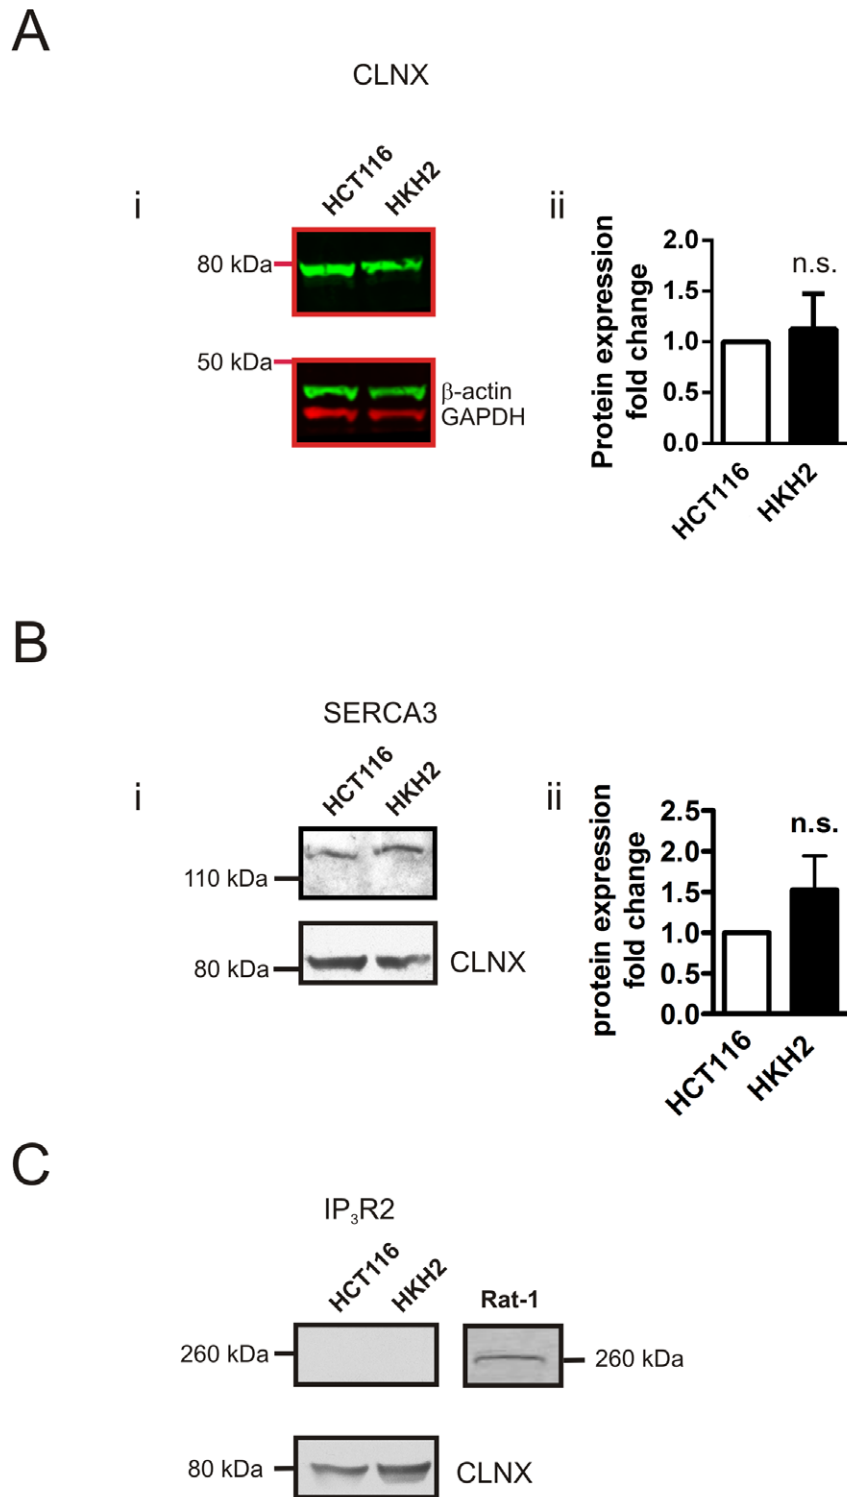 A
CLNX
i
HCT116
HKH2
80 kDa
50 kDa
β-actin
GAPDH
ii
Protein expression
fold change
2.0
1.5
1.0
0.5
0.0
n.s.
HCT116
HKH2
B
SERCA3
i
HCT116
HKH2
110 kDa
80 kDa
CLNX
ii
protein expression
fold change
2.5
2.0
1.5
1.0
0.5
0.0
n.s.
HCT116
HKH2
C
IP₃R2
HCT116
HKH2
Rat-1
260 kDa
260 kDa
80 kDa
CLNX